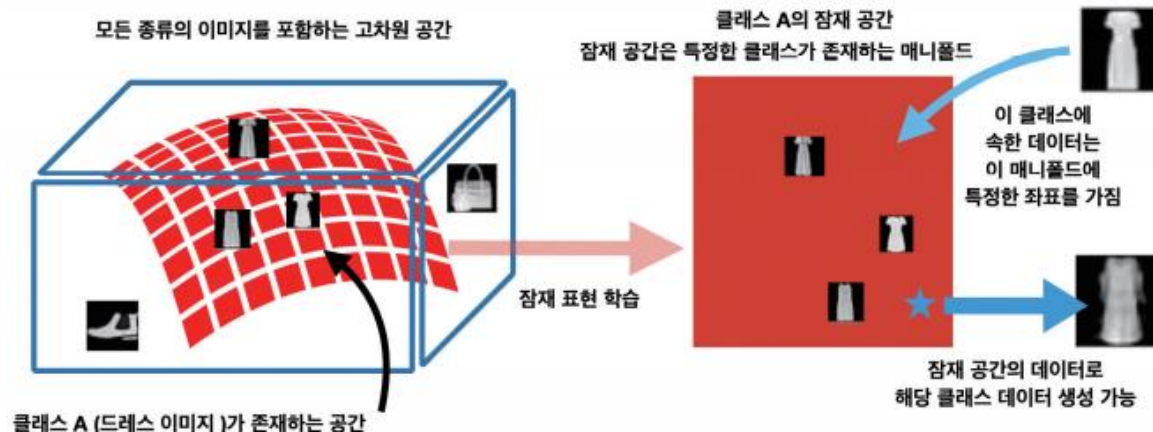 모든 종류의 이미지를 포함하는 고차원 공간
클래스 A의 잠재 공간
잠재 공간은 특정한 클래스가 존재하는 매니폴드
이 클래스에
속한 데이터는
이 매니폴드에
특정한 좌표를 가짐
잠재 표현 학습
잠재 공간의 데이터로
해당 클래스 데이터 생성 가능
클래스 A (드레스 이미지 )가 존재하는 공간